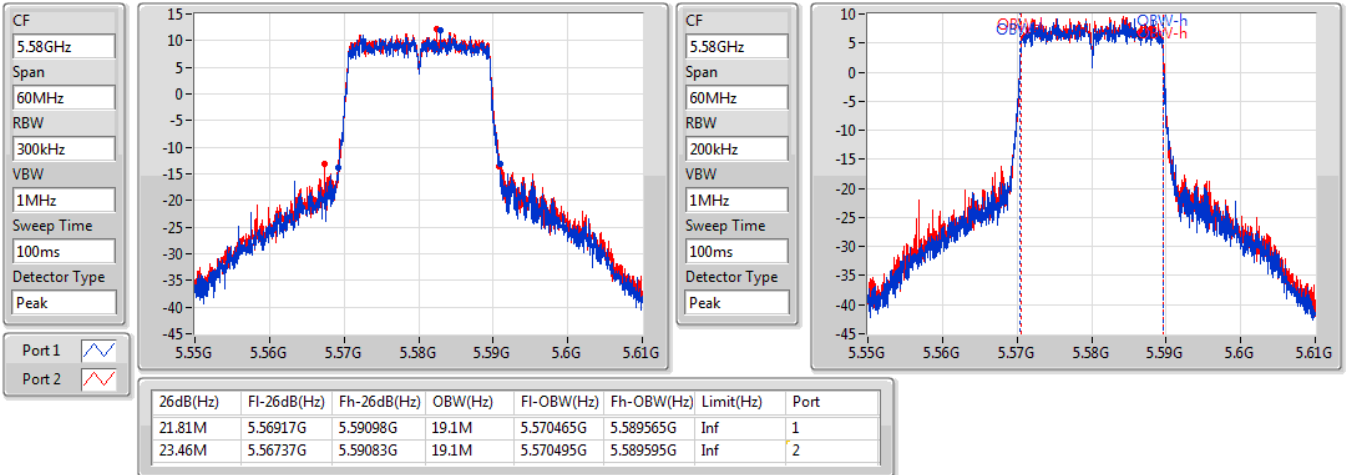 CF
5.58GHz
Span
60MHz
RBW
300kHz
VBW
1MHz
Sweep Time
100ms
Detector Type
Peak
Port 1
Port 2
15
10
5
0
-5
-10
-15
-20
-25
-30
-35
-40
-45
5.55G 5.56G 5.57G 5.58G 5.59G 5.6G 5.61G
CF
5.58GHz
Span
60MHz
RBW
200kHz
VBW
1MHz
Sweep Time
100ms
Detector Type
Peak
10
5
0
-5
-10
-15
-20
-25
-30
-35
-40
-45
OBW-h
5.55G 5.56G 5.57G 5.58G 5.59G 5.6G 5.61G
26dB(Hz) Fl-26dB(Hz) Fh-26dB(Hz) OBW(Hz) Fl-OBW(Hz) Fh-OBW(Hz) Limit(Hz) Port
21.81M 5.56917G 5.59098G 19.1M 5.570465G 5.589565G Inf 1
23.46M 5.56737G 5.59083G 19.1M 5.570495G 5.589595G Inf 2